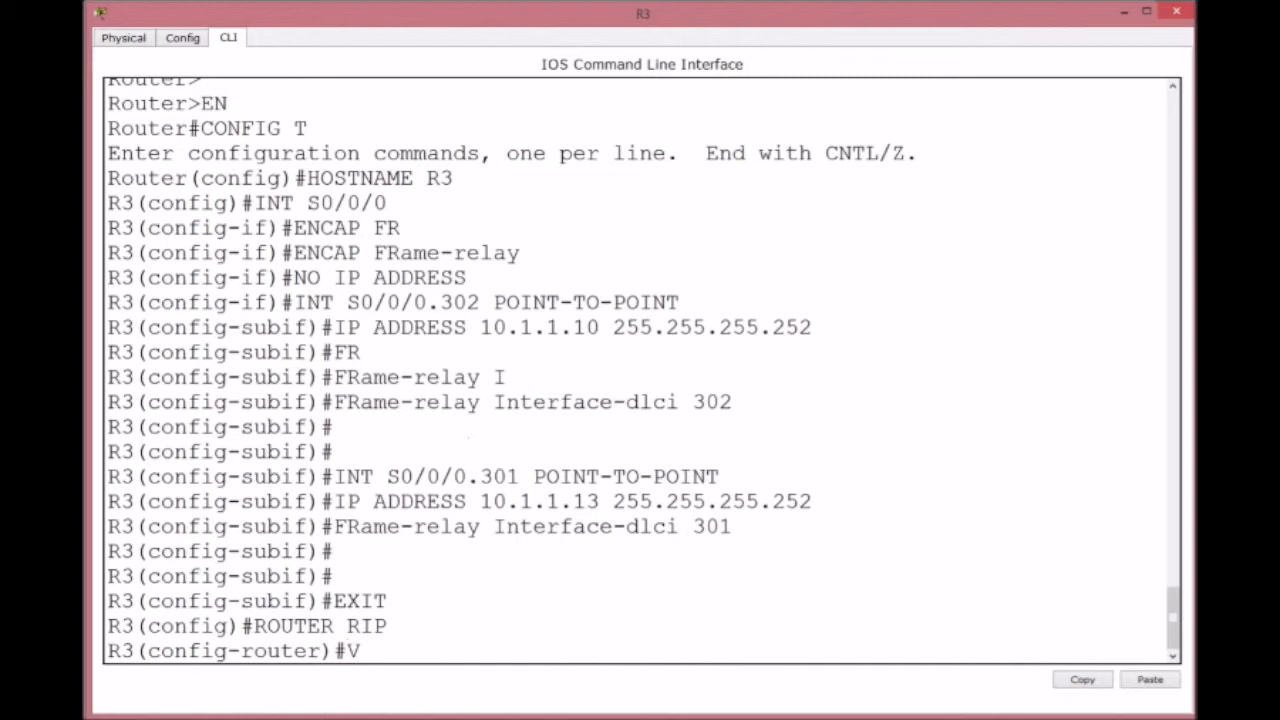 R3
Physical Config CLI
IOS Command Line Interface
Router>
Router>EN
Router#CONFIG T
Enter configuration commands, one per line.  End with CNTL/Z.
Router(config)#HOSTNAME R3
R3(config)#INT S0/0/0
R3(config-if)#ENCAP FR
R3(config-if)#ENCAP FRame-relay
R3(config-if)#NO IP ADDRESS
R3(config-if)#INT S0/0/0.302 POINT-TO-POINT
R3(config-subif)#IP ADDRESS 10.1.1.10 255.255.255.252
R3(config-subif)#FR
R3(config-subif)#FRame-relay I
R3(config-subif)#FRame-relay Interface-dlci 302
R3(config-subif)#
R3(config-subif)#
R3(config-subif)#INT S0/0/0.301 POINT-TO-POINT
R3(config-subif)#IP ADDRESS 10.1.1.13 255.255.255.252
R3(config-subif)#FRame-relay Interface-dlci 301
R3(config-subif)#
R3(config-subif)#
R3(config-subif)#EXIT
R3(config)#ROUTER RIP
R3(config-router)#V
Copy Paste